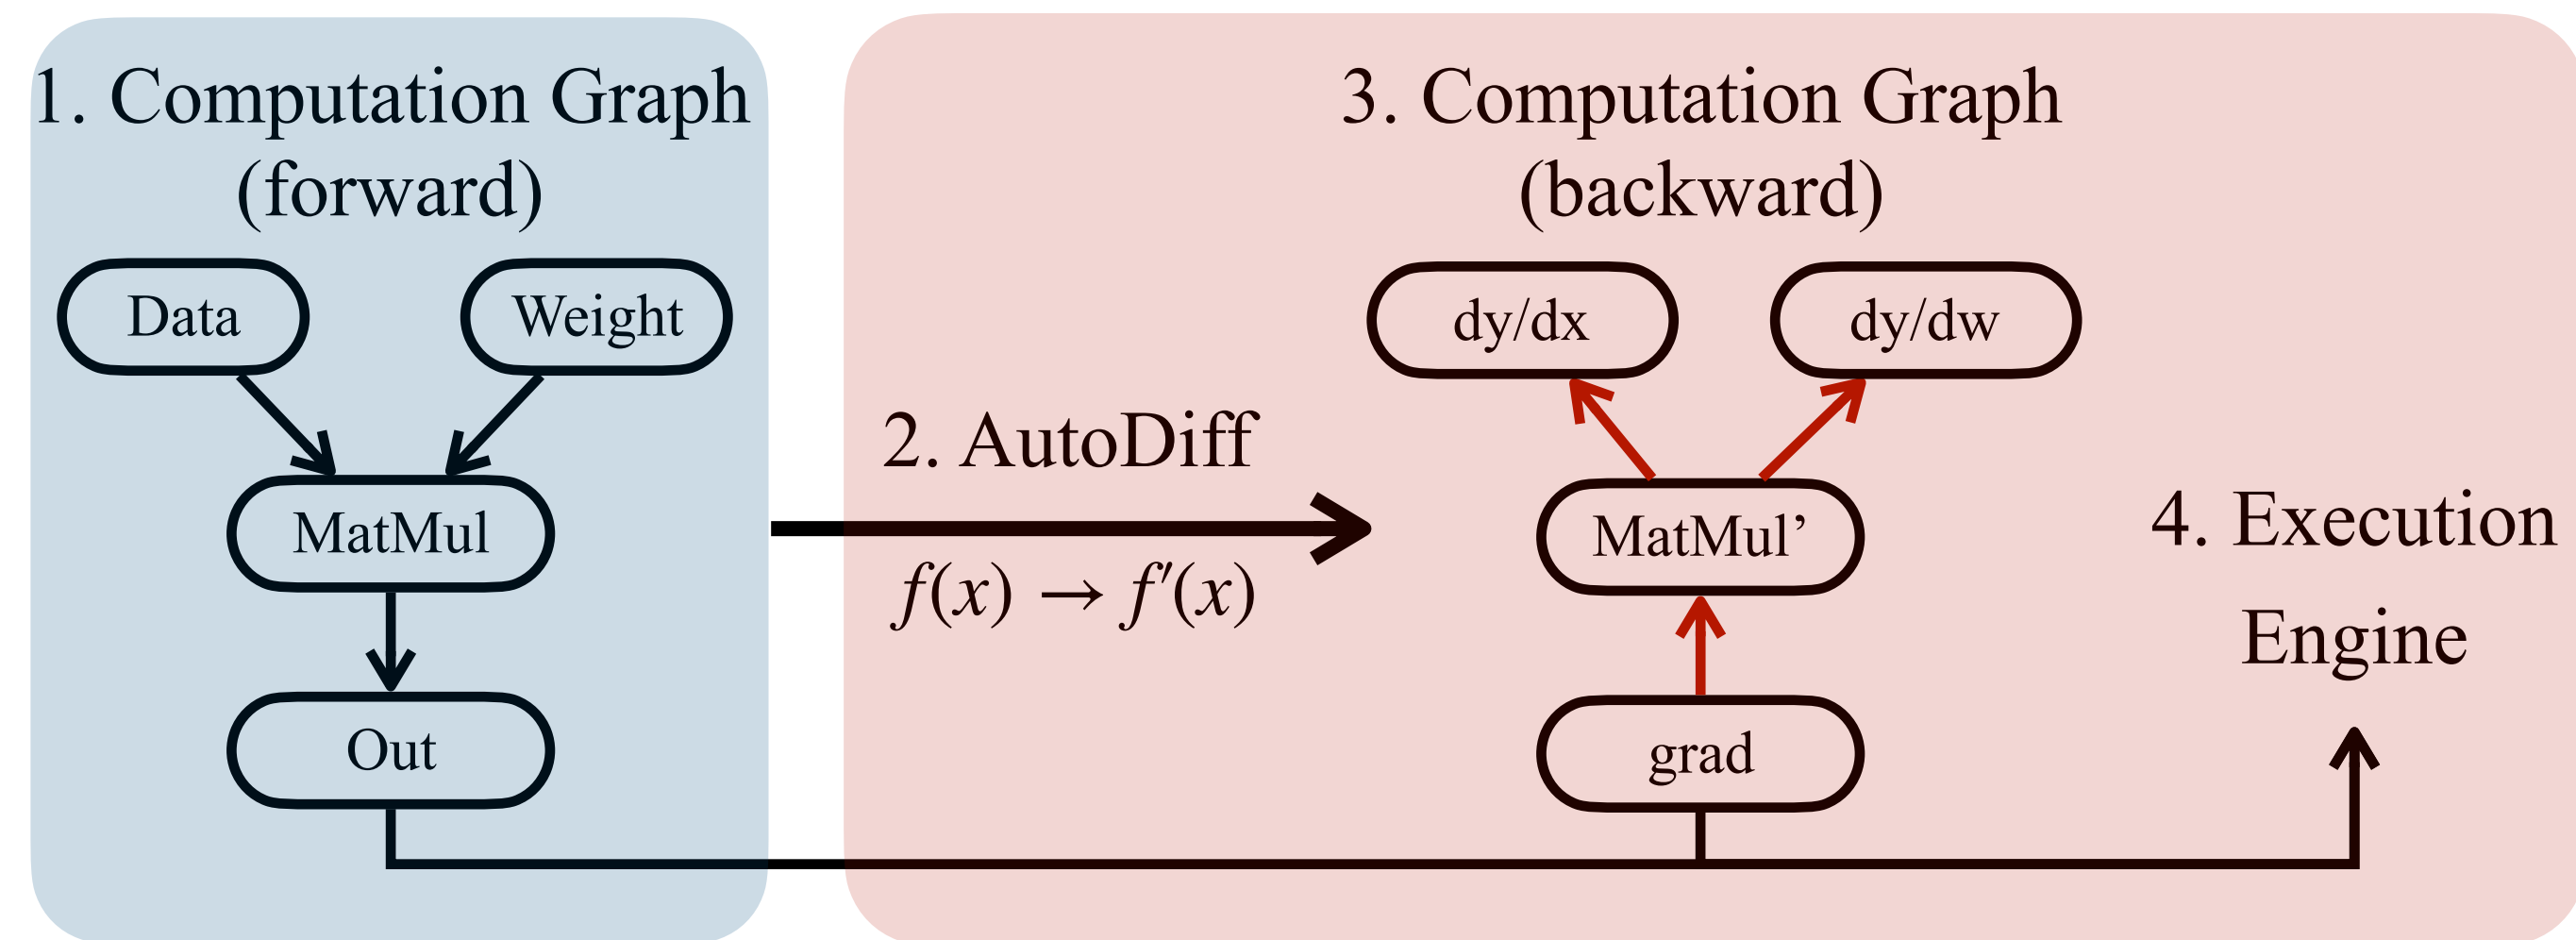 1. Computation Graph
(forward)
Data
Weight
MatMul
Out
2. AutoDiff
f(x) → f′(x)
3. Computation Graph
(backward)
dy/dx
dy/dw
MatMul’
grad
4. Execution
Engine